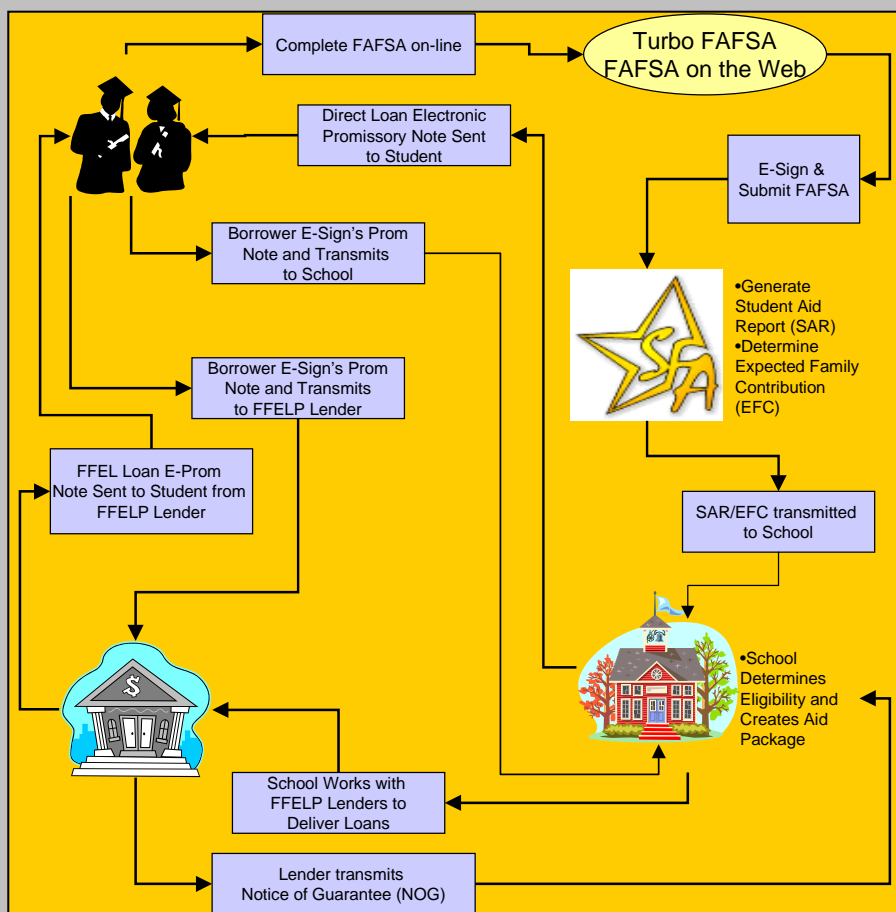 Complete FAFSA on-line
Turbo FAFSA
FAFSA on the Web
Direct Loan Electronic
Promissory Note Sent
to Student
E-Sign &
Submit FAFSA
Borrower E-Sign's Prom
Note and Transmits
to School
SFA
•Generate
Student Aid
Report (SAR)
•Determine
Expected Family
Contribution
(EFC)
Borrower E-Sign's Prom
Note and Transmits
to FFELP Lender
FFEL Loan E-Prom
Note Sent to Student from
FFELP Lender
SAR/EFC transmitted
to School
$
•School
Determines
Eligibility and
Creates Aid
Package
School Works with
FFELP Lenders to
Deliver Loans
Lender transmits
Notice of Guarantee (NOG)